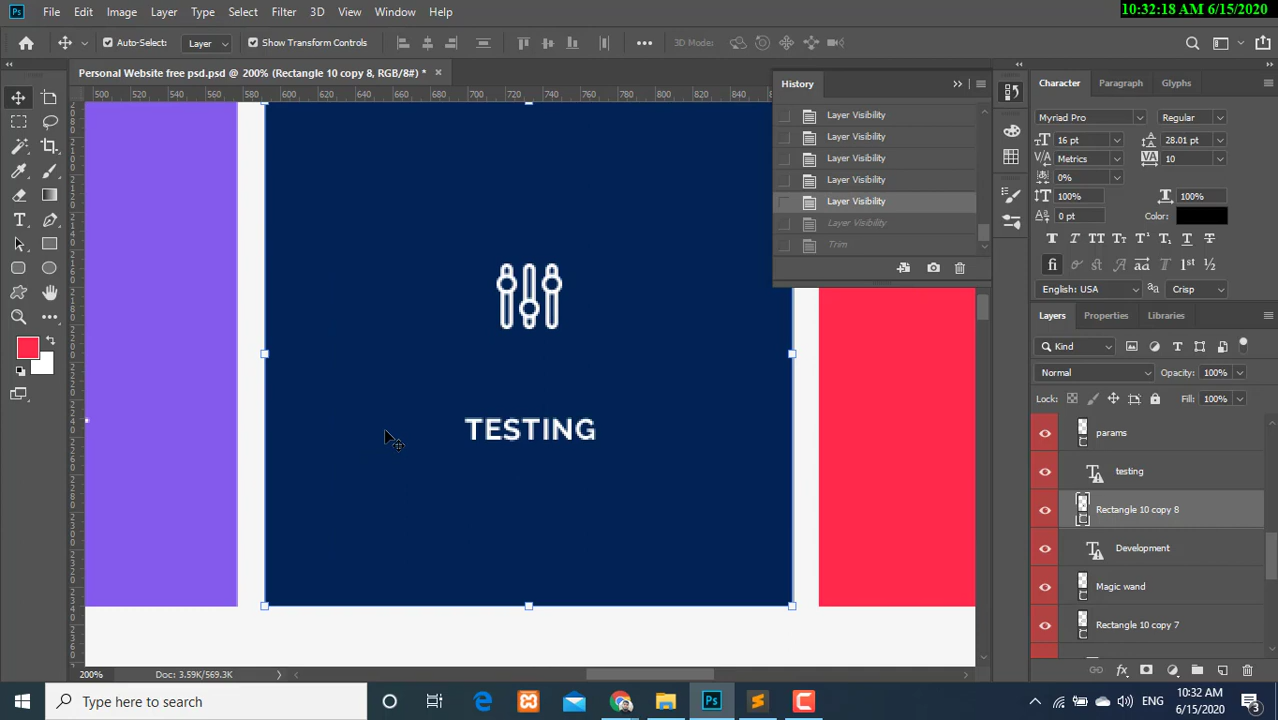 10:32:18 AM 6/15/2020
Ps File Edit Image Layer Type Select Filter 3D View Window Help
Auto-Select: Layer Show Transform Controls 3D Mode:
Personal Website free psd.psd @ 200% (Rectangle 10 copy 8, RGB/8#) *
500 520 540 560 580 600 620 640 660 680 700 720 740 760 780 800 820 840
History
Layer Visibility
Layer Visibility
Layer Visibility
Layer Visibility
Layer Visibility
Layer Visibility
Trim
Character Paragraph Glyphs
Myriad Pro Regular
16 pt 28.01 pt
Metrics 10
0%
100% 100%
0 pt Color:
English: USA Crisp
Layers Properties Libraries
Kind
Normal Opacity: 100%
Lock: Fill: 100%
params
testing
Rectangle 10 copy 8
Development
Magic wand
Rectangle 10 copy 7
TESTING
200% Doc: 3.59K/569.3K
Type here to search
ENG
10:32 AM
6/15/2020
3